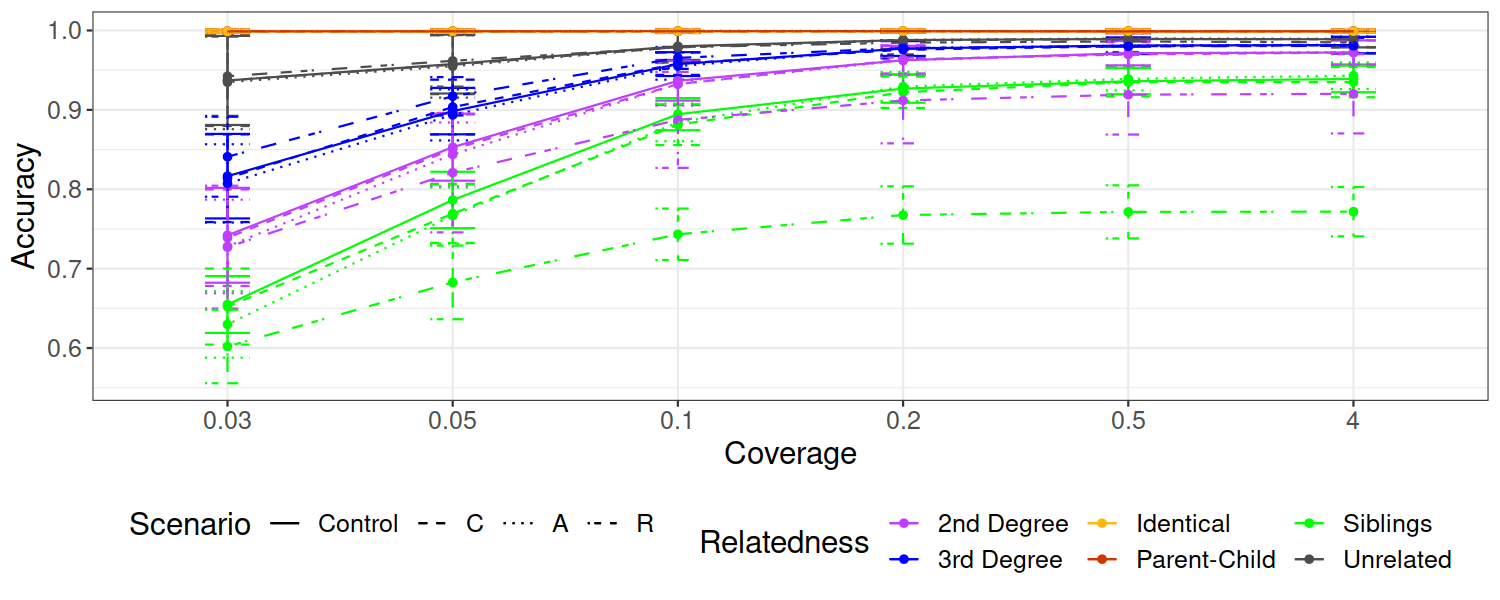 1.0
0.9
0.8
0.7
0.6
Accuracy
0.03 0.05 0.1 0.2 0.5 4
Coverage
Scenario Control C A R
Relatedness
2nd Degree Identical Siblings
3rd Degree Parent-Child Unrelated